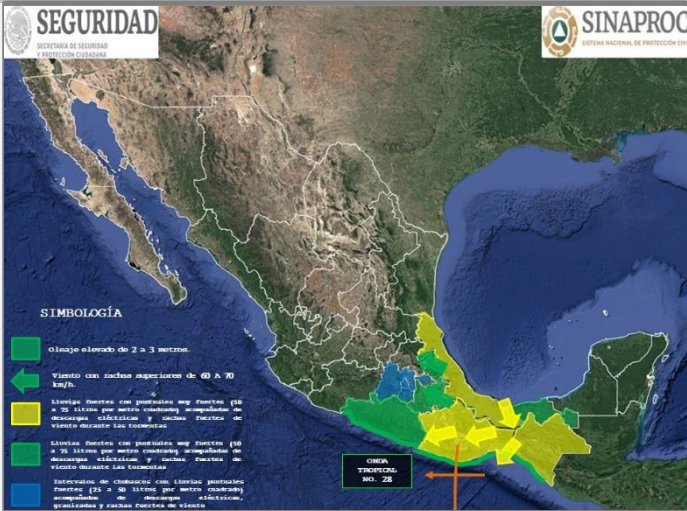 SEGURIDAD
SECRETARÍA DE SEGURIDAD
Y PROTECCIÓN CIUDADANA
SINAPROC
SISTEMA NACIONAL DE PROTECCIÓN CIV
SIMBOLOGÍA
Oleaje elevado de 2 a 3 metros.
Viento con rachas superiores de 60 A 70
km/h.
Lluvias fuertes con puntuales muy fuertes (50
a 75 litros por metro cuadrado) acompañadas de
descargas eléctricas y rachas fuertes de
viento durante las tormentas
Lluvias fuertes con puntuales muy fuertes (50
a 75 litros por metro cuadrado) acompañadas de
descargas eléctricas y rachas fuertes de
viento durante las tormentas
Intervalos de chubascos con lluvias puntuales
fuertes (25 a 50 litros por metro cuadrado)
acompañados de descargas eléctricas,
granizadas y rachas fuertes de viento
ONDA
TROPICAL
NO. 28